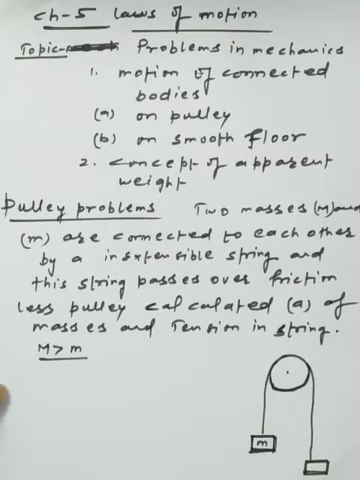 ch-5 laws of motion
Topic- Problems in mechanics
1. motion of connected
bodies
(a) on pulley
(b) on smooth floor
2. concept of apparent
weight
Pulley problems Two masses (M) and
(m) are connected to each other
by a inextensible string and
this string passes over friction
less pulley calculated (a) of
masses and Tension in string.
M > m
m